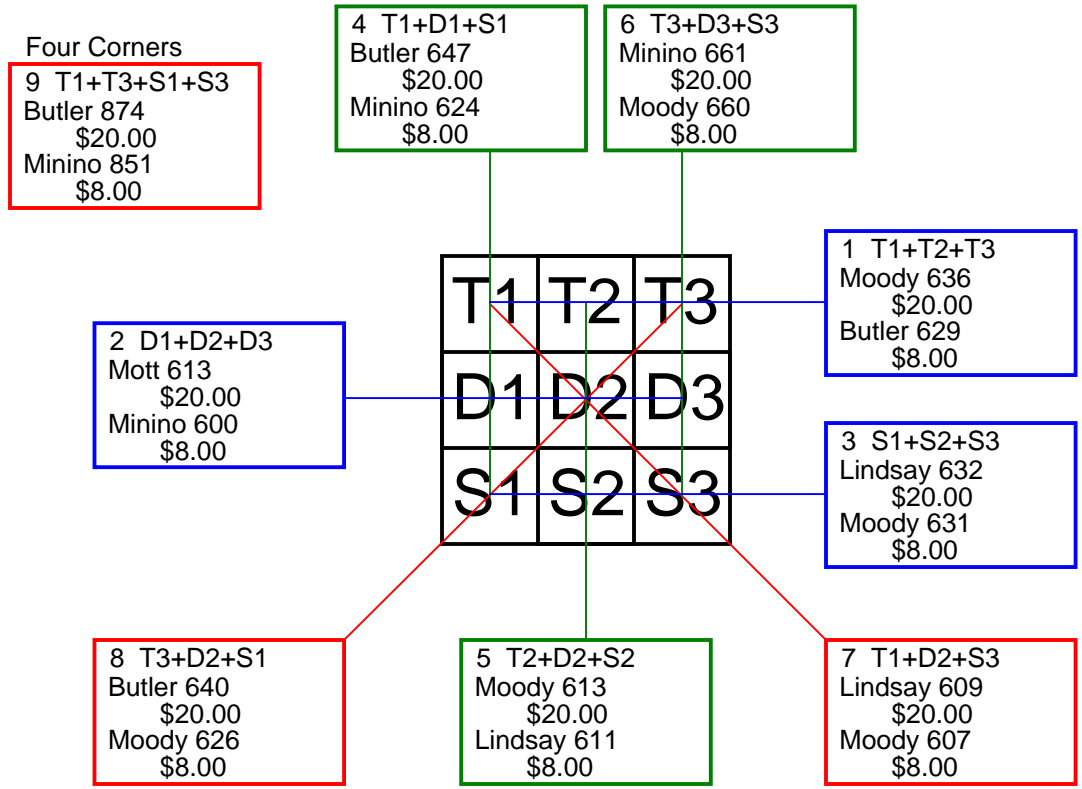 Four Corners
9 T1+T3+S1+S3
Butler 874
$20.00
Minino 851
$8.00
4 T1+D1+S1
Butler 647
$20.00
Minino 624
$8.00
6 T3+D3+S3
Minino 661
$20.00
Moody 660
$8.00
1 T1+T2+T3
Moody 636
$20.00
Butler 629
$8.00
2 D1+D2+D3
Mott 613
$20.00
Minino 600
$8.00
T1 T2 T3
D1 D2 D3
S1 S2 S3
3 S1+S2+S3
Lindsay 632
$20.00
Moody 631
$8.00
8 T3+D2+S1
Butler 640
$20.00
Moody 626
$8.00
5 T2+D2+S2
Moody 613
$20.00
Lindsay 611
$8.00
7 T1+D2+S3
Lindsay 609
$20.00
Moody 607
$8.00